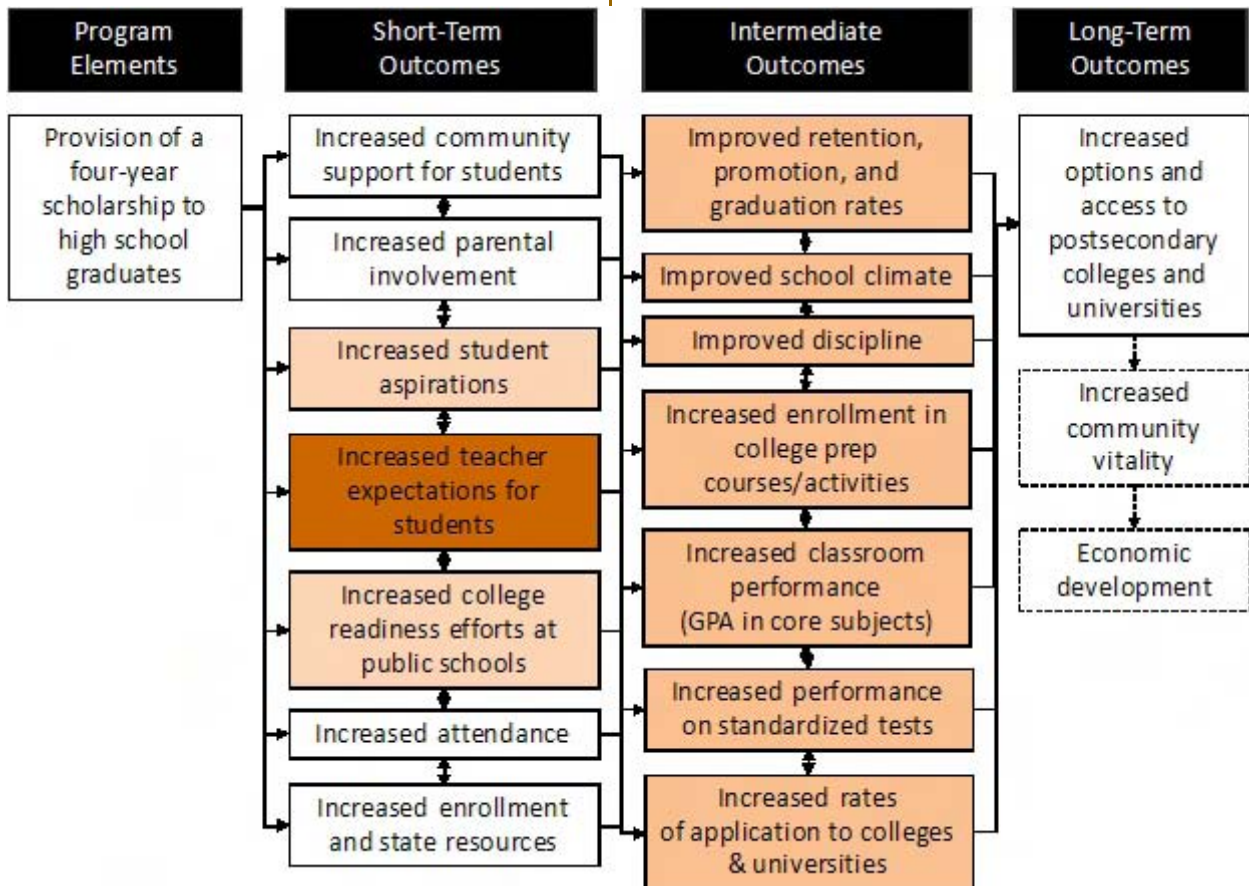 Program
Elements
Short-Term
Outcomes
Intermediate
Outcomes
Long-Term
Outcomes
Provision of a
four-year
scholarship to
high school
graduates
Increased community
support for students
Increased parental
involvement
Increased student
aspirations
Increased teacher
expectations for
students
Increased college
readiness efforts at
public schools
Increased attendance
Increased enrollment
and state resources
Improved retention,
promotion, and
graduation rates
Improved school climate
Improved discipline
Increased enrollment in
college prep
courses/activities
Increased classroom
performance
(GPA in core subjects)
Increased performance
on standardized tests
Increased rates
of application to colleges
& universities
Increased
options and
access to
postsecondary
colleges and
universities
Increased
community
vitality
Economic
development